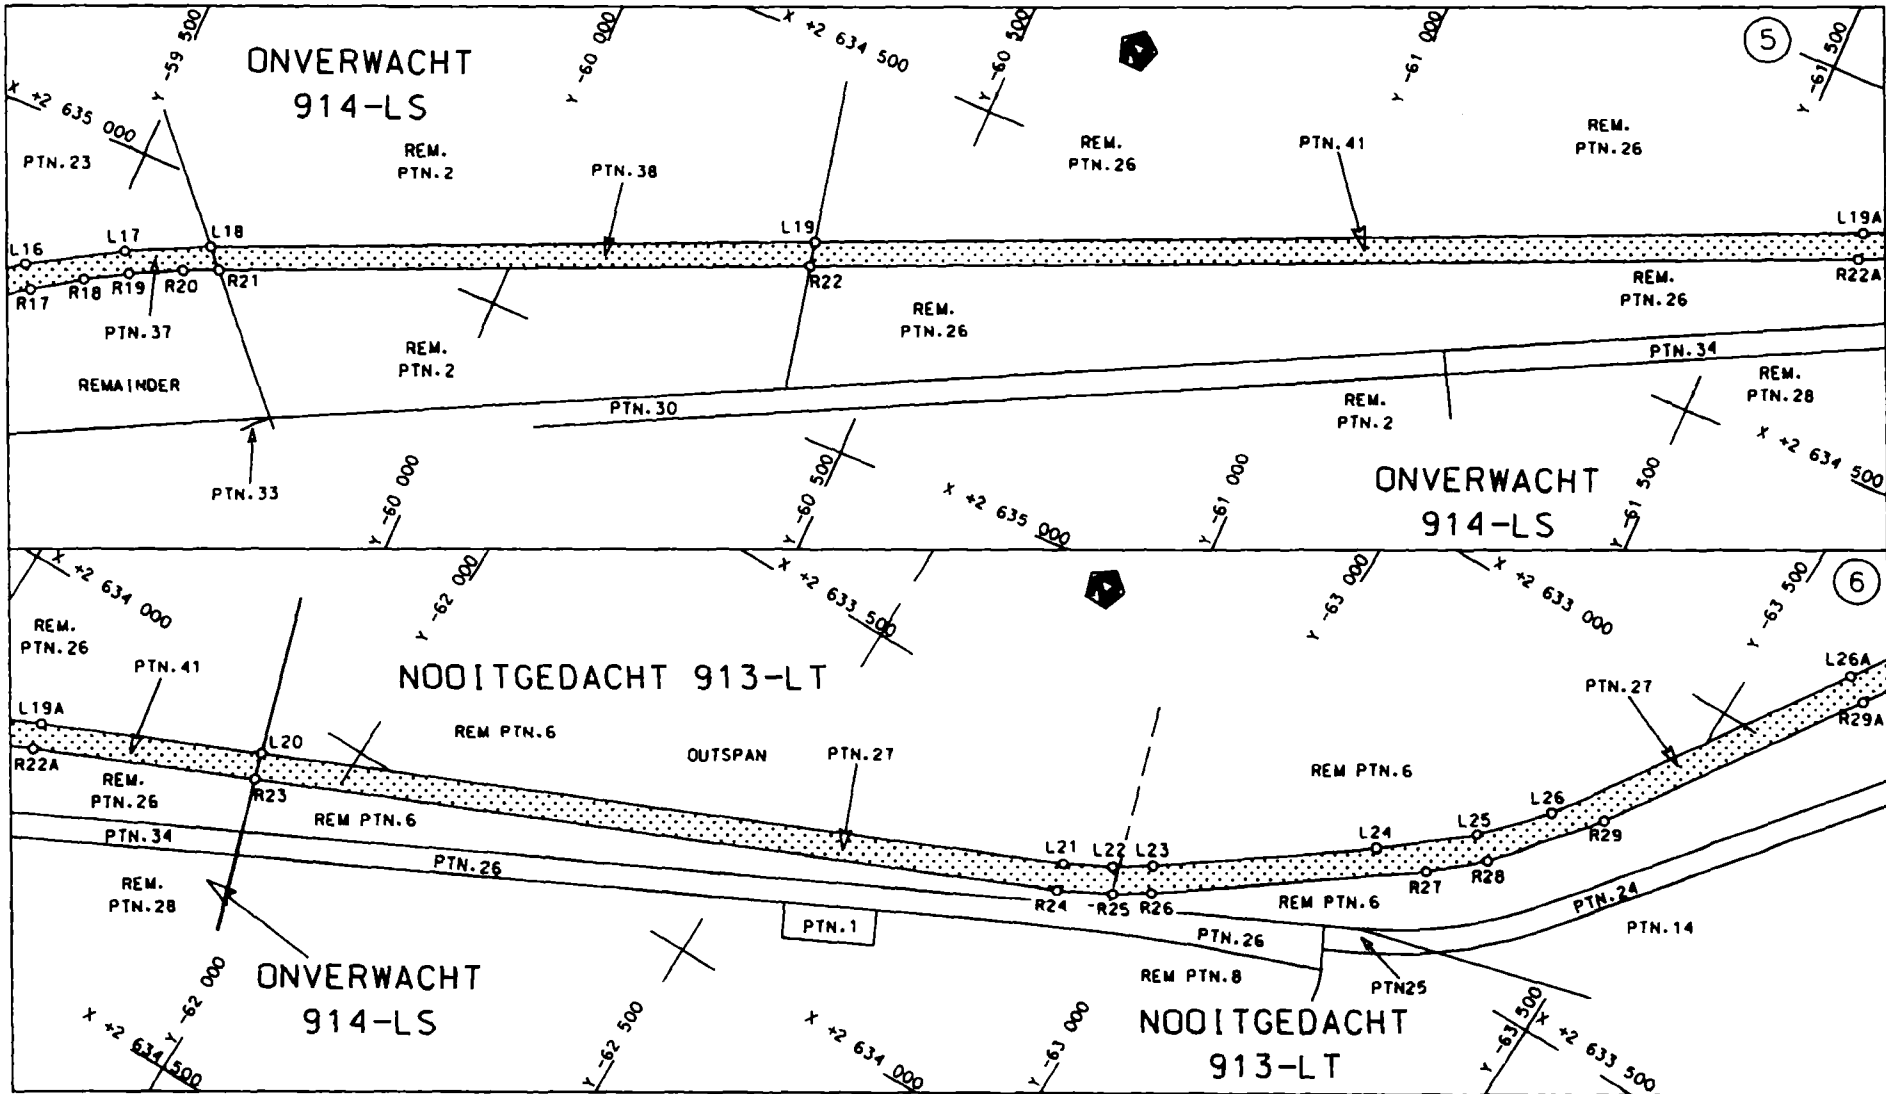 Y -59 500
ONVERWACHT
914-LS
Y -60 000
X +2 634 500
Y -60 500
Y -61 000
5
Y -61 500
X +2 635 000
PTN.23
REM.
PTN.2
PTN.38
REM.
PTN.26
PTN.41
REM.
PTN.26
L16
L17
L18
L19
L19A
R17
R18
R19
R20
R21
R22
R22A
PTN.37
REM.
PTN.2
REM.
PTN.26
REM.
PTN.26
REMAINDER
PTN.30
PTN.34
REM.
PTN.2
REM.
PTN.28
PTN.33
Y -60 000
Y -60 500
X +2 635 000
Y -61 000
ONVERWACHT
914-LS
Y -61 500
X +2 634 500
X +2 634 000
Y -62 000
X +2 633 500
Y -63 000
X +2 633 000
Y -63 500
6
REM.
PTN.26
PTN.41
NOOITGEDACHT 913-LT
PTN.27
L26A
L19A
L20
REM PTN.6
OUTSPAN
PTN.27
REM PTN.6
R29A
R22A
REM.
PTN.26
R23
REM PTN.6
L21
L22
L23
L24
L25
L26
R29
PTN.34
PTN.26
R24
R25
R26
R27
R28
REM PTN.6
PTN.24
REM.
PTN.28
PTN.1
PTN.26
PTN.14
REM PTN.8
PTN25
ONVERWACHT
914-LS
NOOITGEDACHT
913-LT
X +2 634 500
Y -62 000
Y -62 500
X +2 634 000
Y -63 000
Y -63 500
X +2 633 500